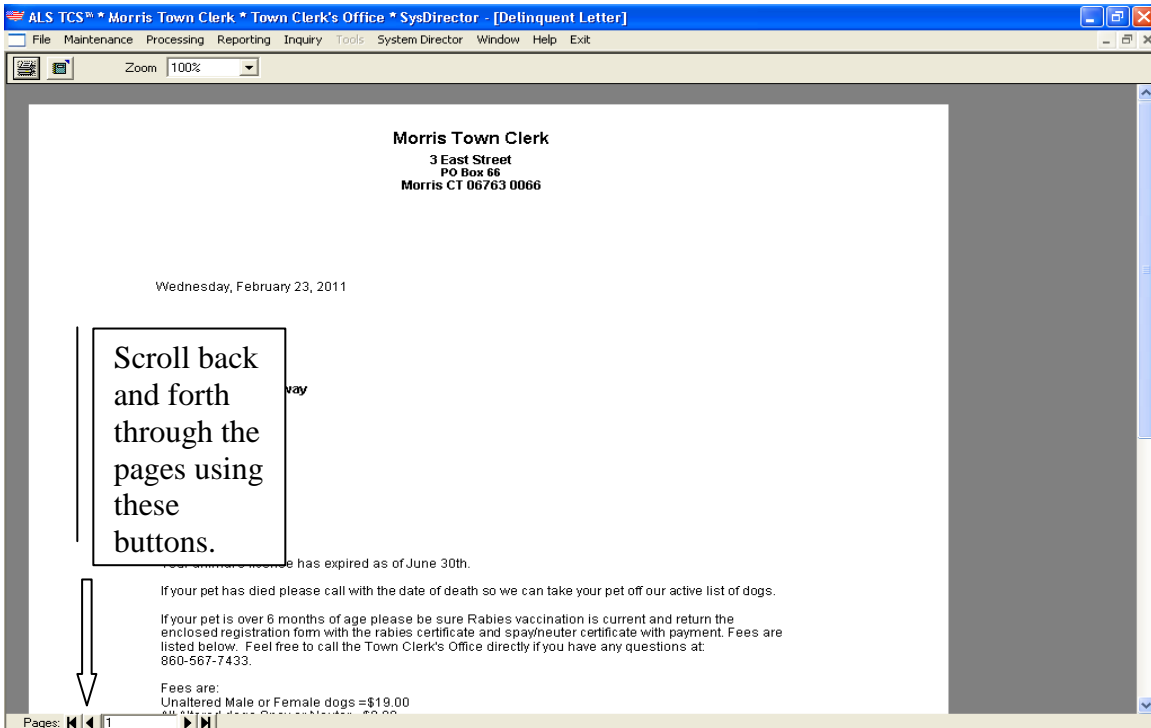 ALS TCS™ * Morris Town Clerk * Town Clerk's Office * SysDirector - [Delinquent Letter]
File Maintenance Processing Reporting Inquiry Tools System Director Window Help Exit
Zoom 100%
Morris Town Clerk
3 East Street
PO Box 66
Morris CT 06763 0066
Wednesday, February 23, 2011
Scroll back
and forth
through the
pages using
these
buttons.
has expired as of June 30th.
If your pet has died please call with the date of death so we can take your pet off our active list of dogs.
If your pet is over 6 months of age please be sure Rabies vaccination is current and return the
enclosed registration form with the rabies certificate and spay/neuter certificate with payment. Fees are
listed below. Feel free to call the Town Clerk's Office directly if you have any questions at:
860-567-7433.
Fees are:
Unaltered Male or Female dogs =$19.00
Pages: 1